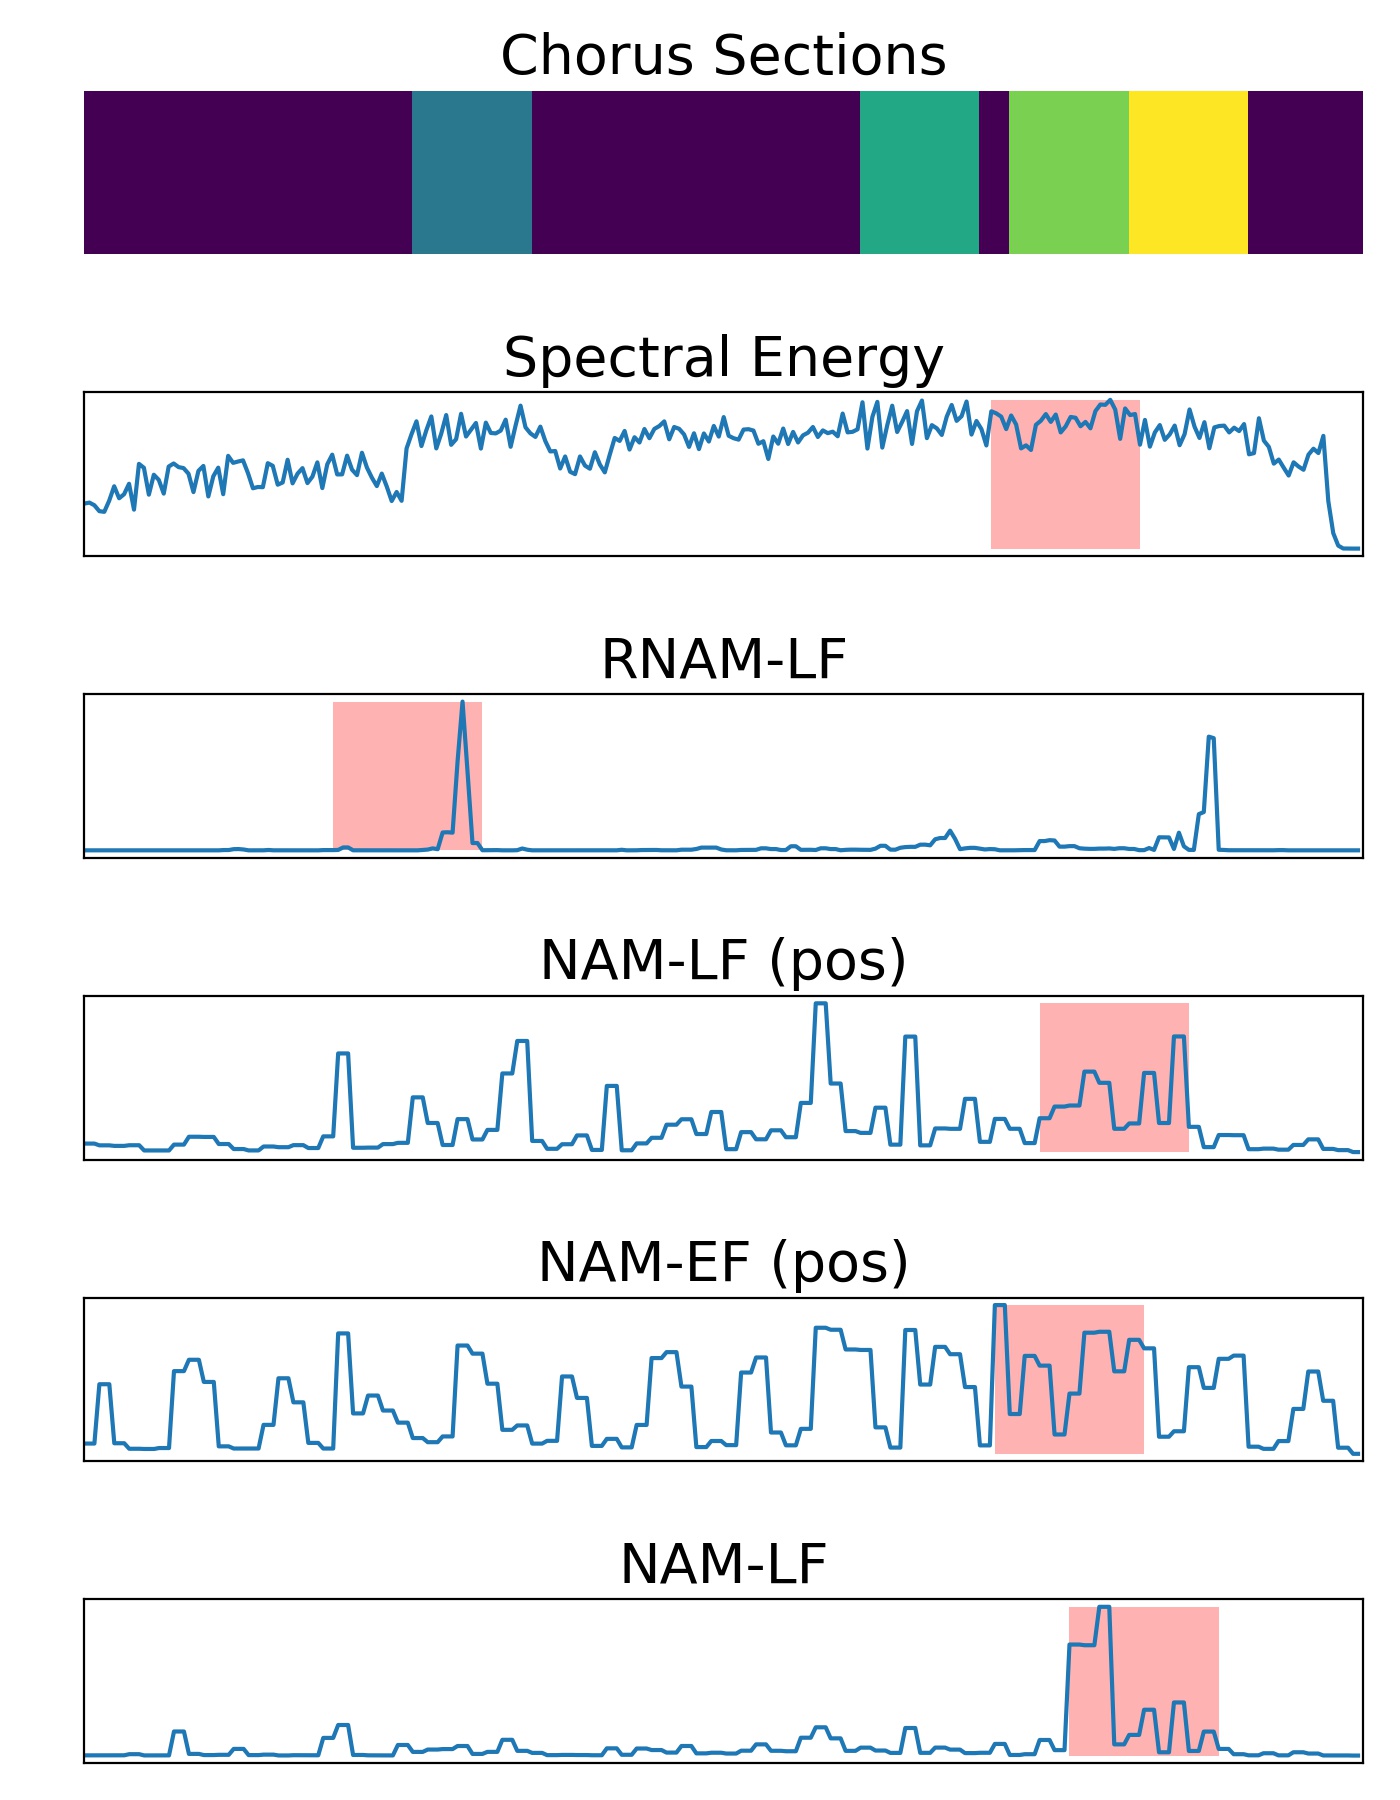 Chorus Sections
Spectral Energy
RNAM-LF
NAM-LF (pos)
NAM-EF (pos)
NAM-LF